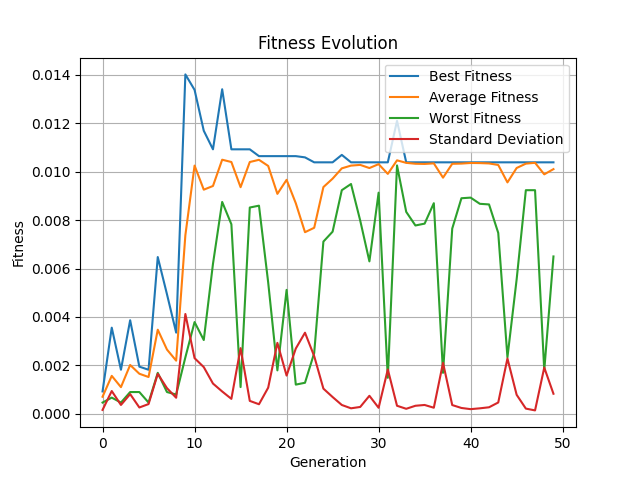 Fitness Evolution
Best Fitness
Average Fitness
Worst Fitness
Standard Deviation
0.014
0.012
0.010
0.008
0.006
0.004
0.002
0.000
Fitness
0
10
20
30
40
50
Generation